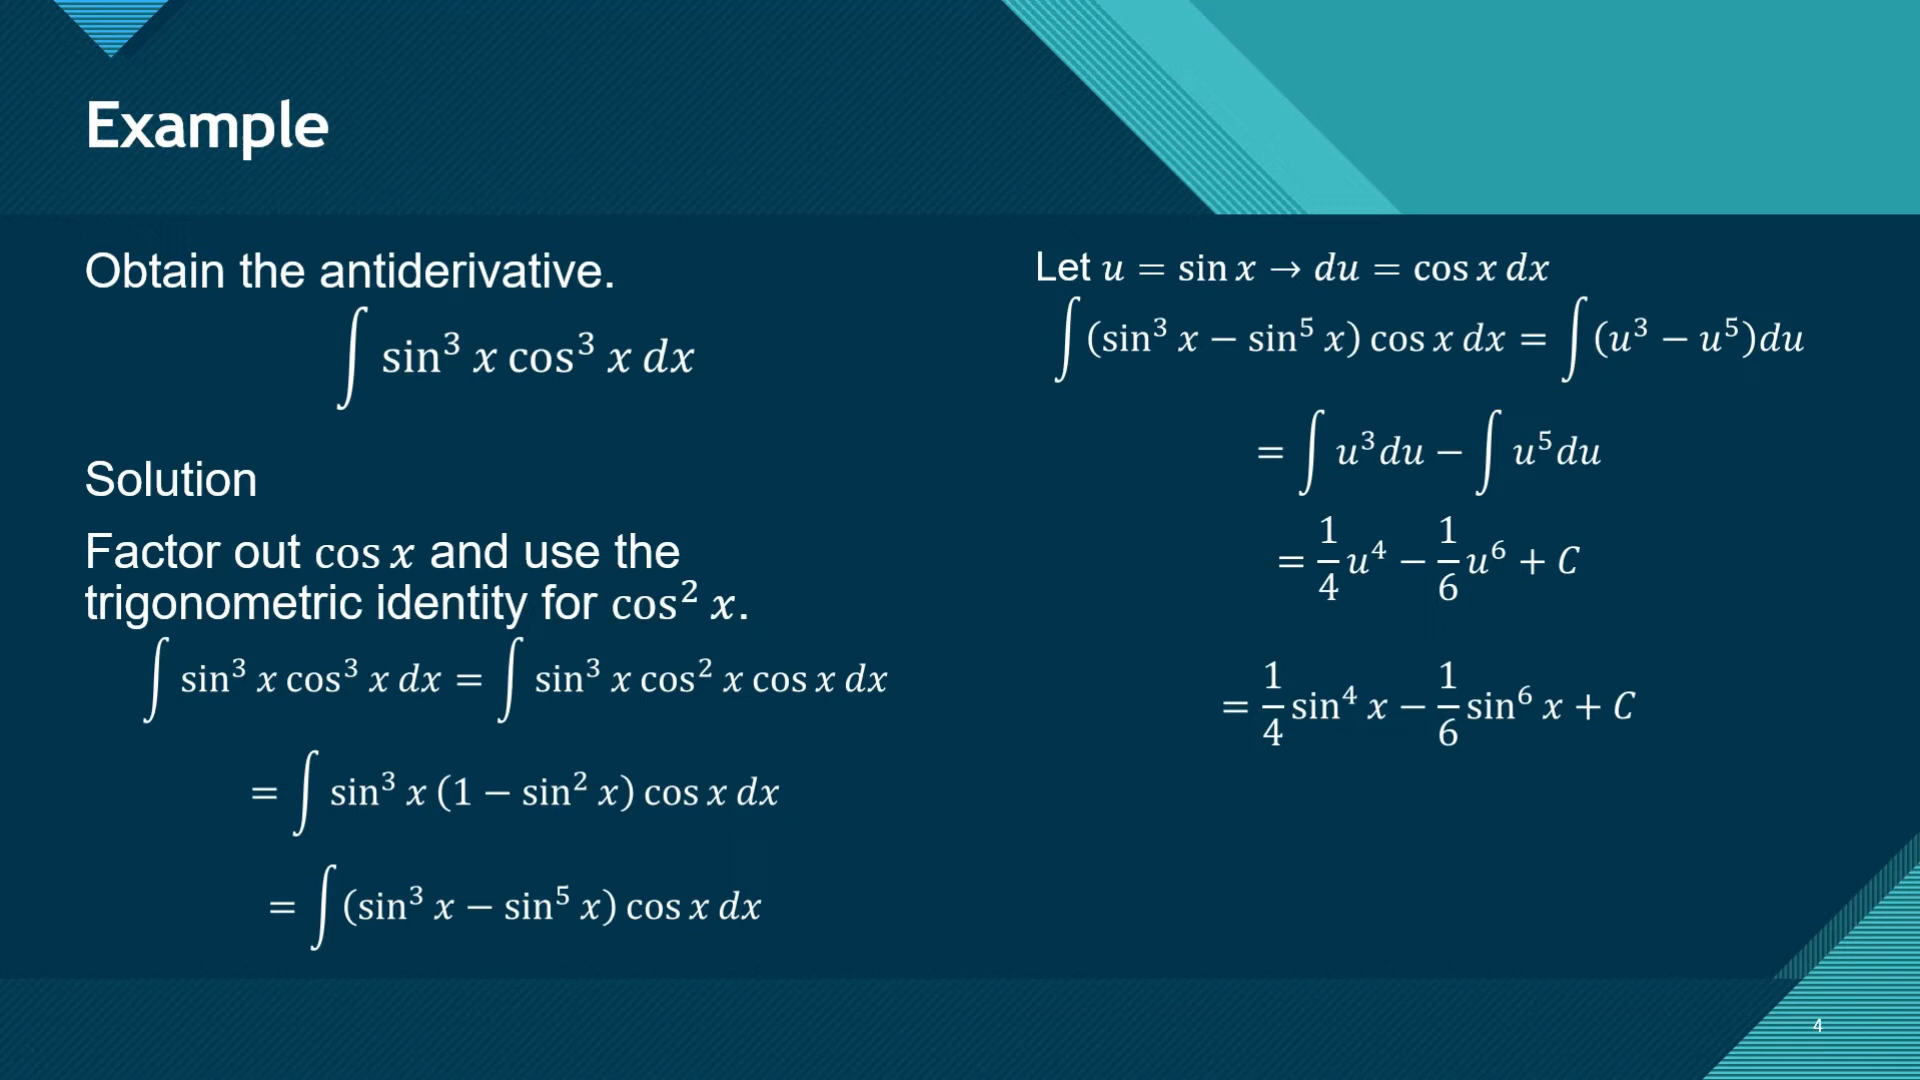 Example
Obtain the antiderivative.
∫ sin³ x cos³ x dx
Solution
Factor out cos x and use the
trigonometric identity for cos² x.
∫ sin³ x cos³ x dx = ∫ sin³ x cos² x cos x dx
= ∫ sin³ x (1 − sin² x) cos x dx
= ∫ (sin³ x − sin⁵ x) cos x dx
Let u = sin x → du = cos x dx
∫ (sin³ x − sin⁵ x) cos x dx = ∫ (u³ − u⁵)du
= ∫ u³du − ∫ u⁵du
= 1/4 u⁴ − 1/6 u⁶ + C
= 1/4 sin⁴ x − 1/6 sin⁶ x + C
4